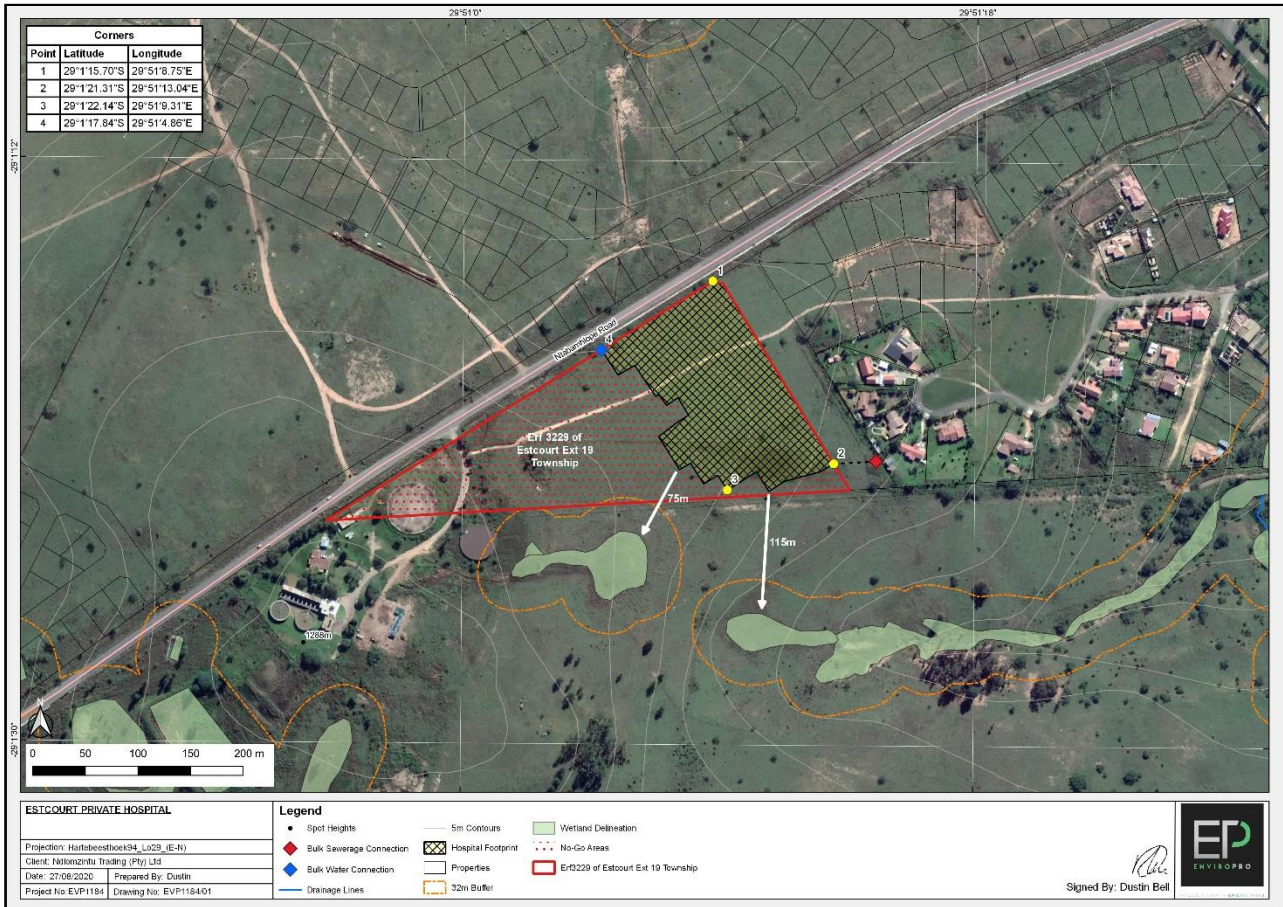 29°51'0"
29°51'18"
Corners
Point Latitude Longitude
1 29°1'15.70"S 29°51'8.75"E
2 29°1'21.31"S 29°51'13.04"E
3 29°1'22.14"S 29°51'9.31"E
4 29°1'17.84"S 29°51'4.86"E
-29°1'12"
1
4
Erf 3229 of
Estcourt Ext 19
Township
2
3
75m
115m
1288m
-29°1'30"
N
0 50 100 150 200 m
ESTCOURT PRIVATE HOSPITAL
Projection: Hartebeesthoek94_Lo29_(E-N)
Client: Ndlomzintu Trading (Pty) Ltd
Date: 27/08/2020 Prepared By: Dustin
Project No: EVP1184 Drawing No: EVP1184/01
Legend
Spot Heights
Bulk Sewerage Connection
Bulk Water Connection
Drainage Lines
5m Contours
Hospital Footprint
Properties
32m Buffer
Wetland Delineation
No-Go Areas
Erf3229 of Estcourt Ext 19 Township
Signed By: Dustin Bell
EP
ENVIROPRO